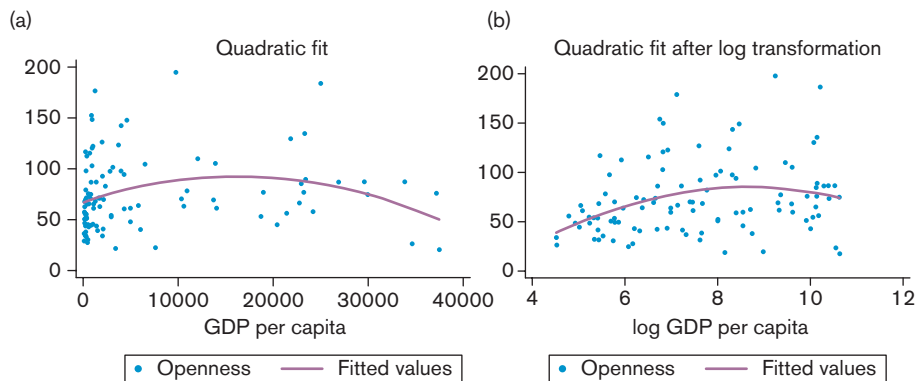 (a)
Quadratic fit
200
150
100
50
0
0 10000 20000 30000 40000
GDP per capita
Openness Fitted values
(b)
Quadratic fit after log transformation
200
150
100
50
0
4 6 8 10 12
log GDP per capita
Openness Fitted values